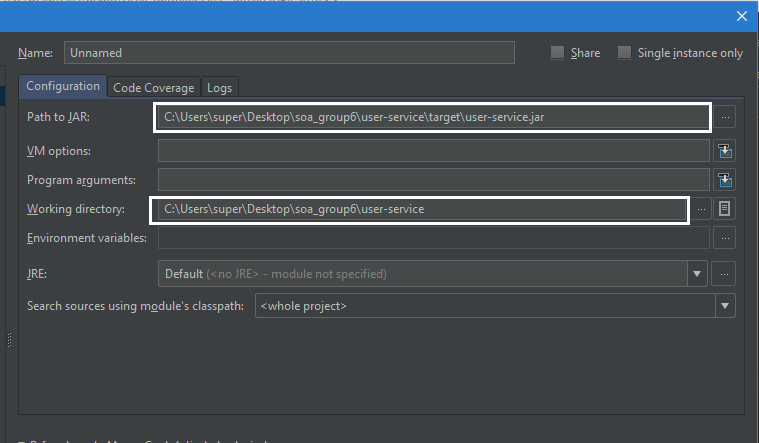 Name: Unnamed Share Single instance only
Configuration Code Coverage Logs
Path to JAR: C:\Users\super\Desktop\soa_group6\user-service\target\user-service.jar ...
VM options:
Program arguments:
Working directory: C:\Users\super\Desktop\soa_group6\user-service ...
Environment variables: ...
JRE: Default (<no JRE> - module not specified) ...
Search sources using module's classpath: <whole project>